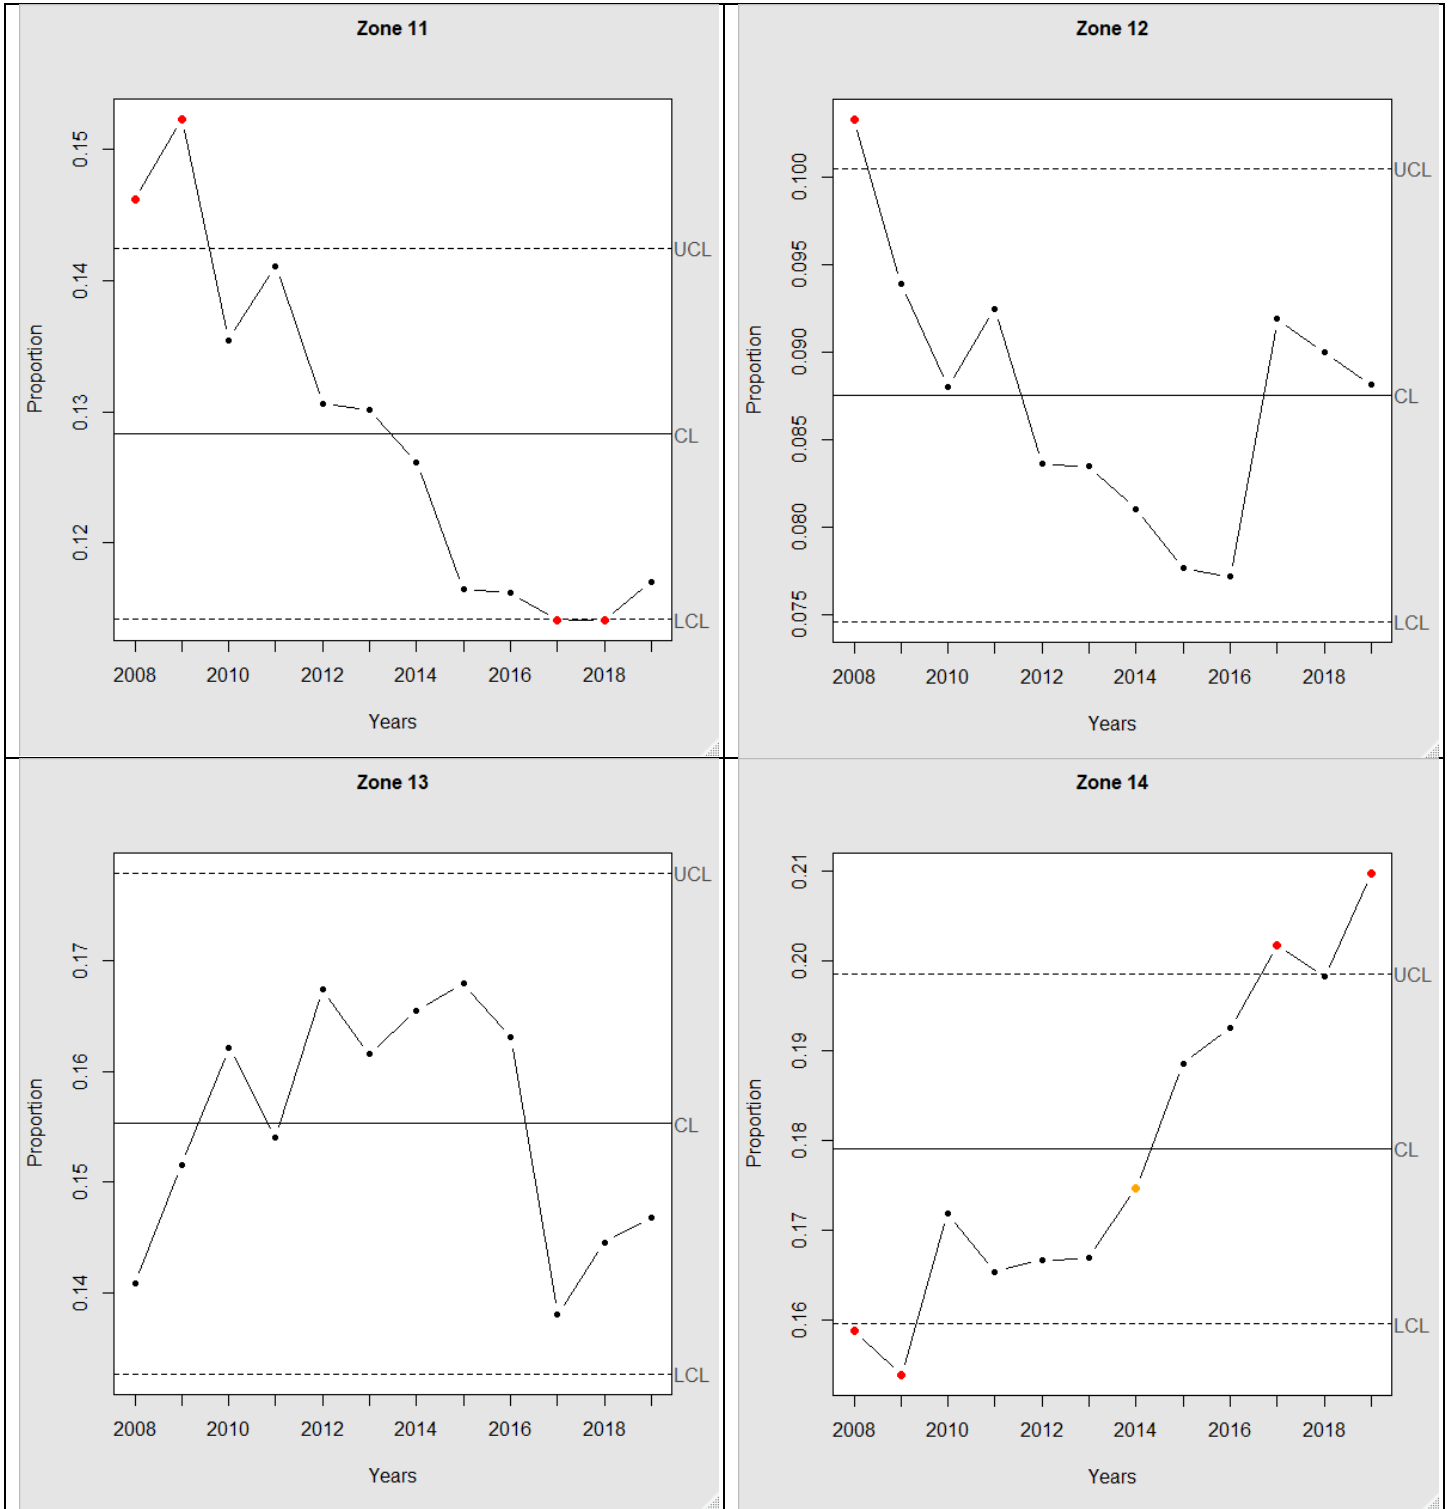 Zone 11
Proportion
0.15
0.14
0.13
0.12
UCL
CL
LCL
2008 2010 2012 2014 2016 2018
Years
Zone 12
Proportion
0.100
0.095
0.090
0.085
0.080
0.075
UCL
CL
LCL
2008 2010 2012 2014 2016 2018
Years
Zone 13
Proportion
0.17
0.16
0.15
0.14
UCL
CL
LCL
2008 2010 2012 2014 2016 2018
Years
Zone 14
Proportion
0.21
0.20
0.19
0.18
0.17
0.16
UCL
CL
LCL
2008 2010 2012 2014 2016 2018
Years